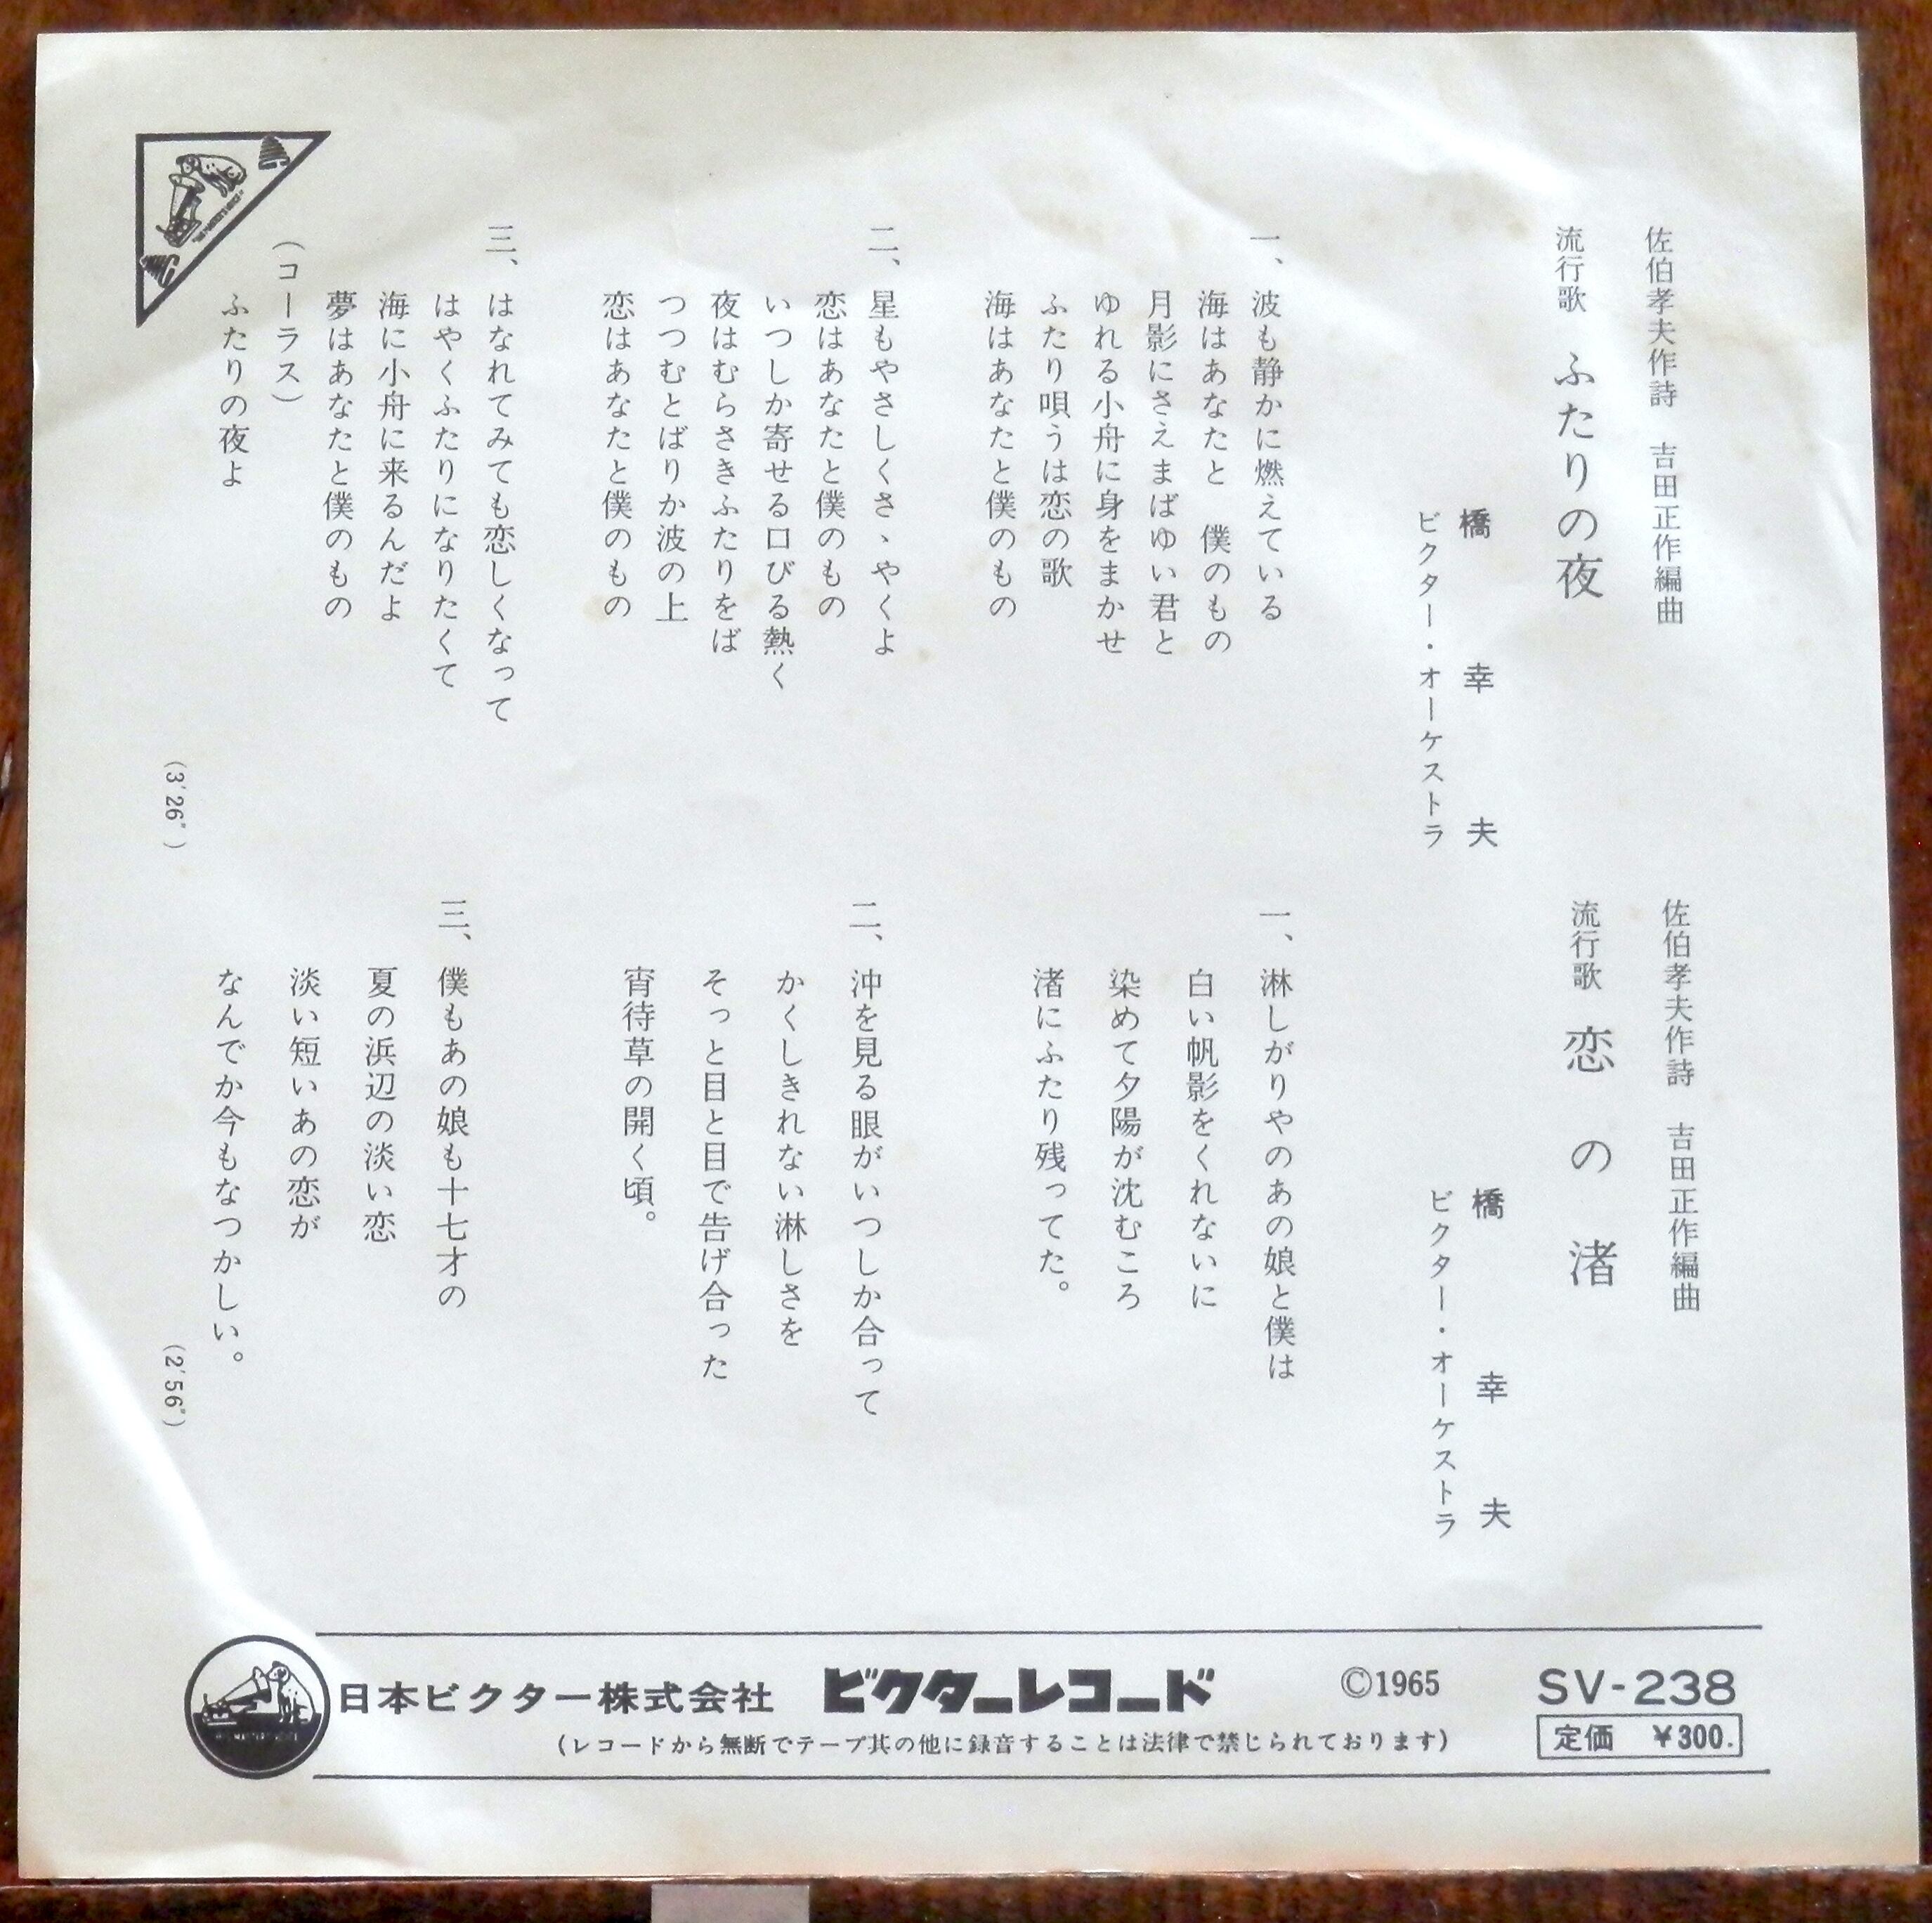 佐伯孝夫作詩　吉田正作編曲
流行歌　ふたりの夜
橋幸夫
ビクター・オーケストラ
一、波も静かに燃えている
海はあなたと　僕のもの
月影にさえまばゆい君と
ゆれる小舟に身をまかせ
ふたり唄うは恋の歌
海はあなたと僕のもの
二、星もやさしくさゝやくよ
恋はあなたと僕のもの
いつしか寄せる口びる熱く
夜はむらさきふたりをば
つつむとばりか波の上
恋はあなたと僕のもの
三、はなれてみても恋しくなって
はやくふたりになりたくて
海に小舟に来るんだよ
夢はあなたと僕のもの
（コーラス）
ふたりの夜よ
(3′26″)
佐伯孝夫作詩　吉田正作編曲
流行歌　恋の渚
橋幸夫
ビクター・オーケストラ
一、淋しがりやのあの娘と僕は
白い帆影をくれないに
染めて夕陽が沈むころ
渚にふたり残ってた。
二、沖を見る眼がいつしか合って
かくしきれない淋しさを
そっと目と目で告げ合った
宵待草の開く頃。
三、僕もあの娘も十七才の
夏の浜辺の淡い恋
淡い短いあの恋が
なんでか今もなつかしい。
(2′56″)
日本ビクター株式会社　ビクターレコード　©1965　SV-238
(レコードから無断でテープ其の他に録音することは法律で禁じられております)　定価　¥300.